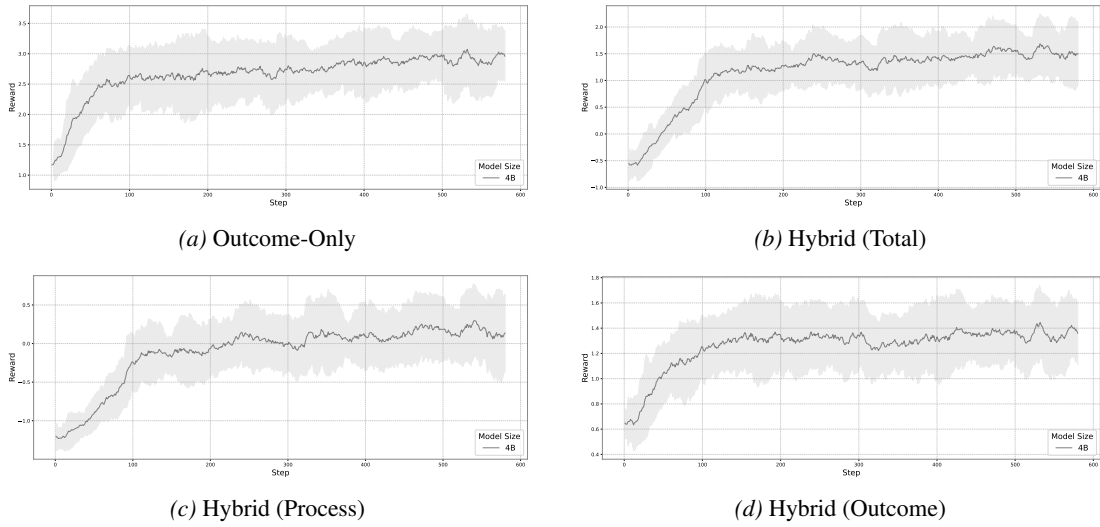 3.5
3.0
2.5
2.0
1.5
1.0
Reward
0 100 200 300 400 500 600
Step
Model Size
4B
(a) Outcome-Only
2.0
1.5
1.0
0.5
0.0
−0.5
−1.0
Reward
0 100 200 300 400 500 600
Step
Model Size
4B
(b) Hybrid (Total)
0.5
0.0
−0.5
−1.0
Reward
0 100 200 300 400 500 600
Step
Model Size
4B
(c) Hybrid (Process)
1.8
1.6
1.4
1.2
1.0
0.8
0.6
0.4
Reward
0 100 200 300 400 500 600
Step
Model Size
4B
(d) Hybrid (Outcome)